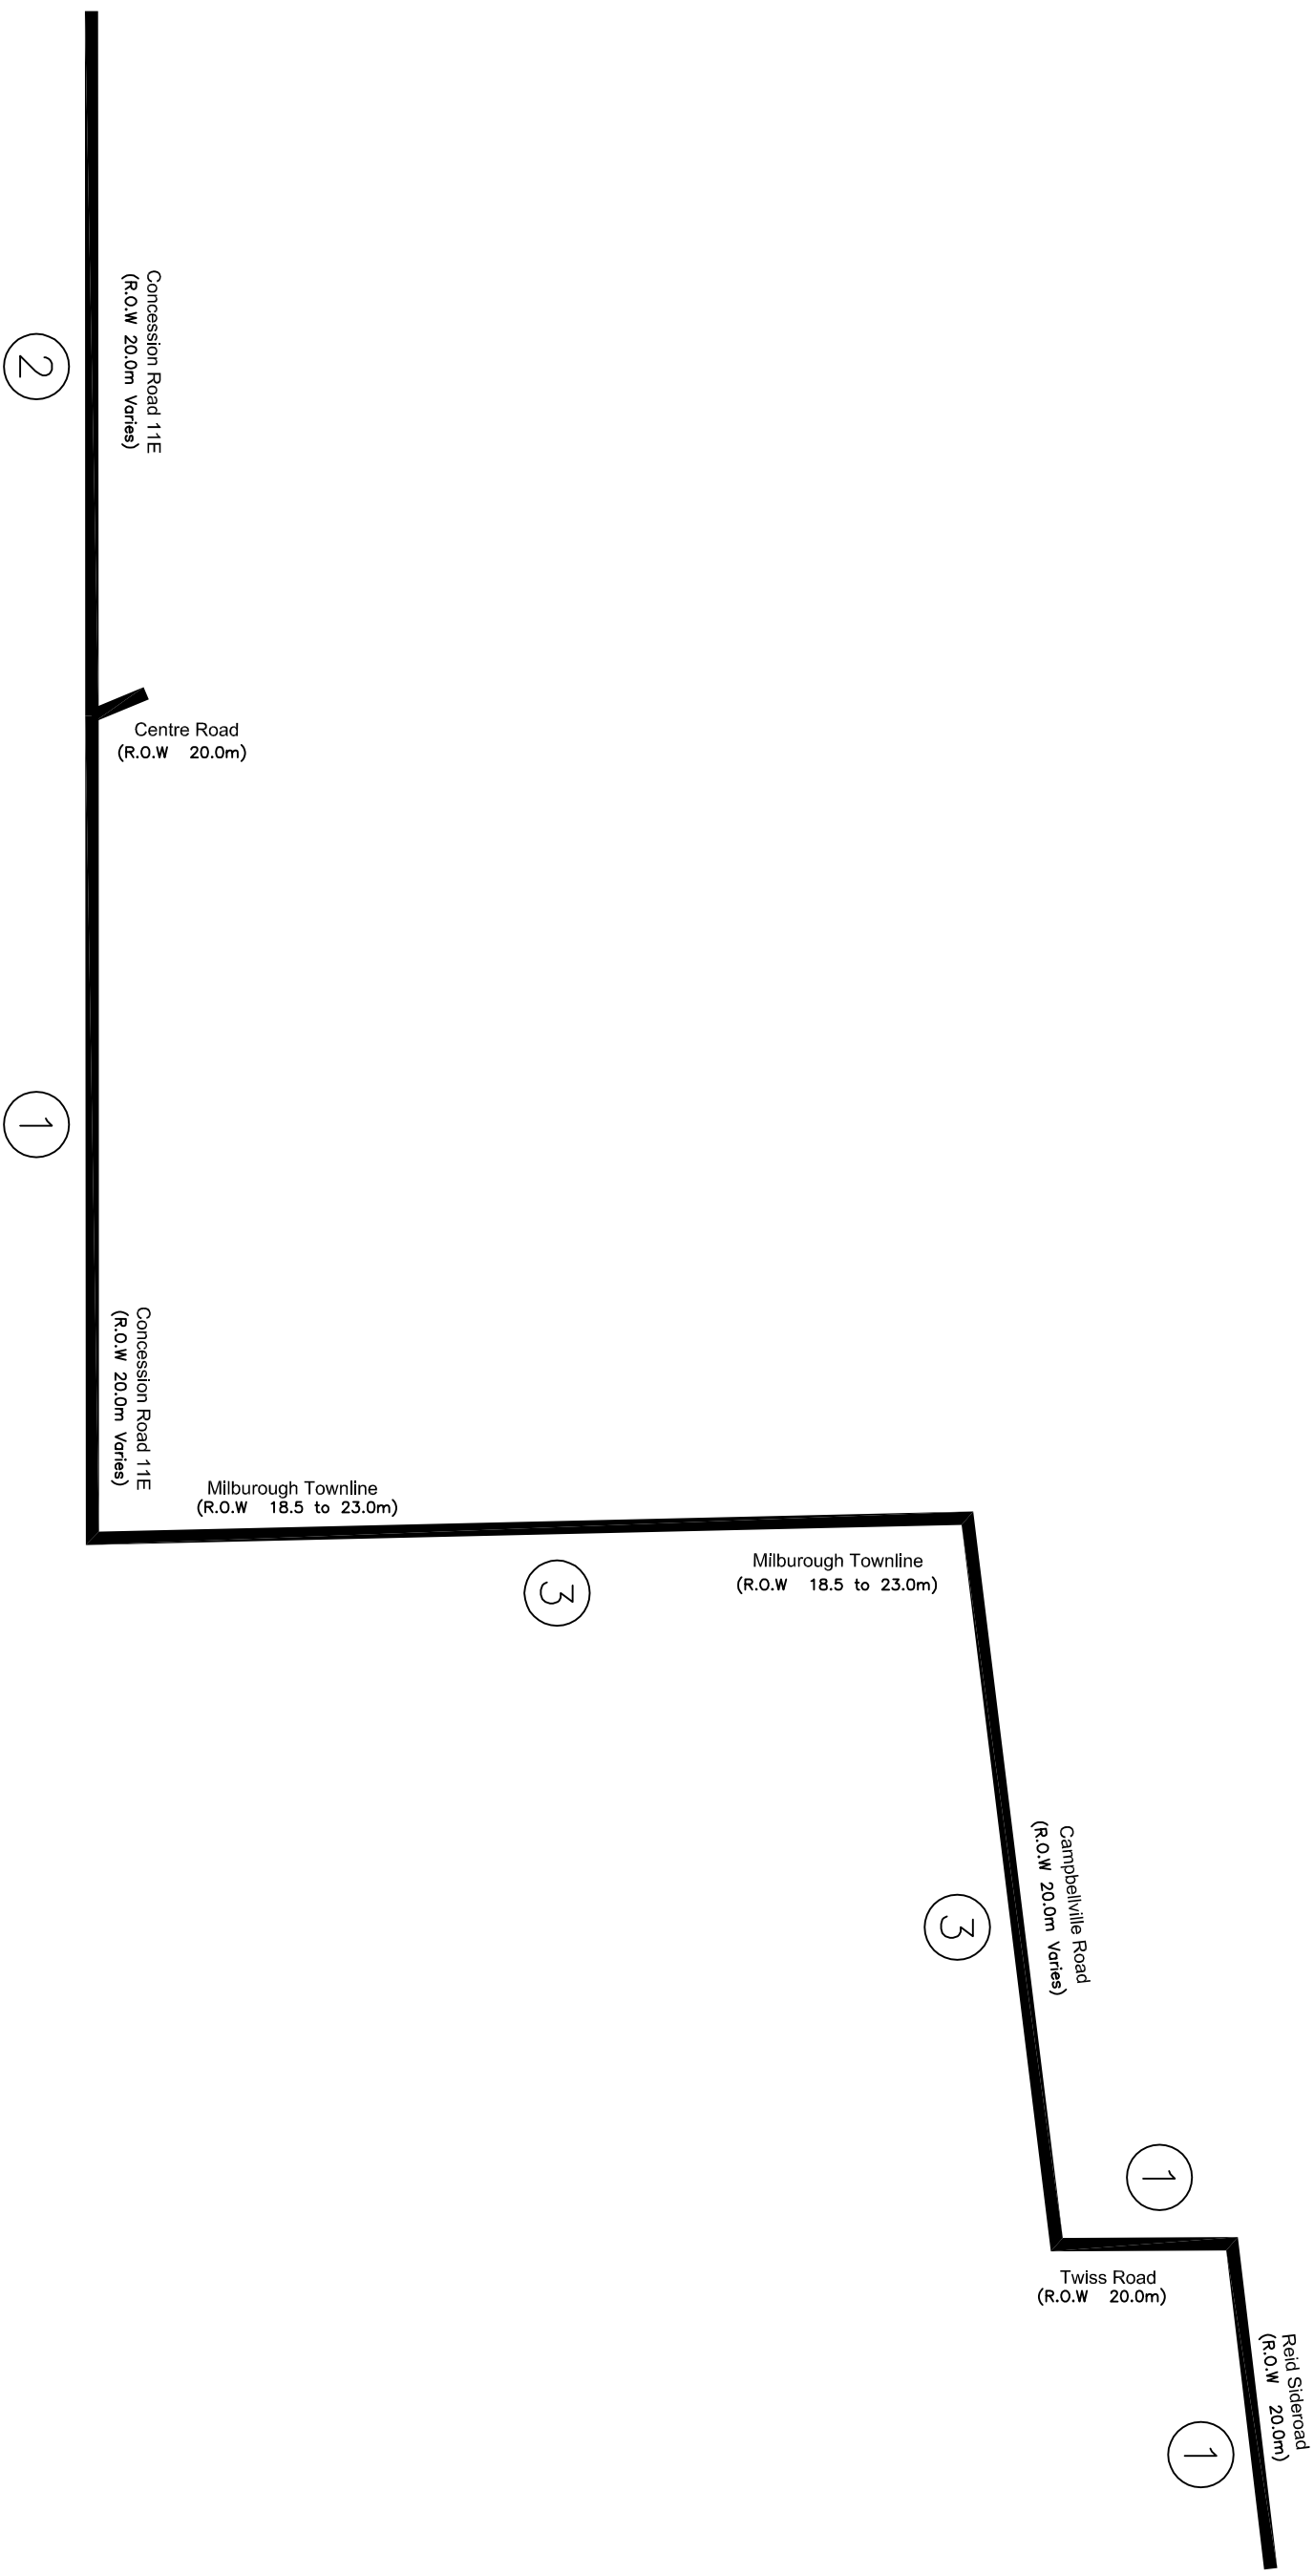 Concession Road 11E
(R.O.W 20.0m Varies)
2
Centre Road
(R.O.W 20.0m)
1
Concession Road 11E
(R.O.W 20.0m Varies)
Milburough Townline
(R.O.W 18.5 to 23.0m)
Milburough Townline
(R.O.W 18.5 to 23.0m)
3
Campbellville Road
(R.O.W 20.0m Varies)
3
1
Twiss Road
(R.O.W 20.0m)
Reid Sideroad
(R.O.W 20.0m)
1